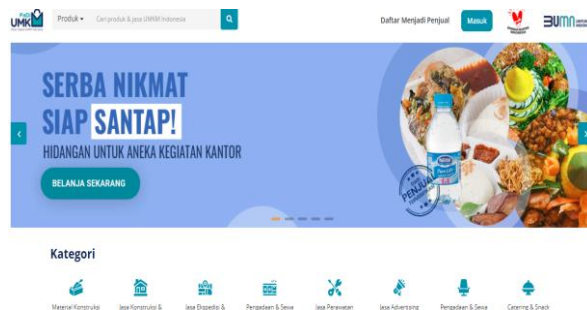 PaDi
UMKM
Produk
Cari produk & jasa UMKM Indonesia
Daftar Menjadi Penjual
Masuk
BUMN
SERBA NIKMAT
SIAP SANTAP!
HIDANGAN UNTUK ANEKA KEGIATAN KANTOR
BELANJA SEKARANG
PENJUAL
Kategori
Material Konstruksi
Jasa Konstruksi &
Jasa Ekspedisi &
Pengadaan & Sewa
Jasa Perawatan
Jasa Advertising
Pengadaan & Sewa
Catering & Snack